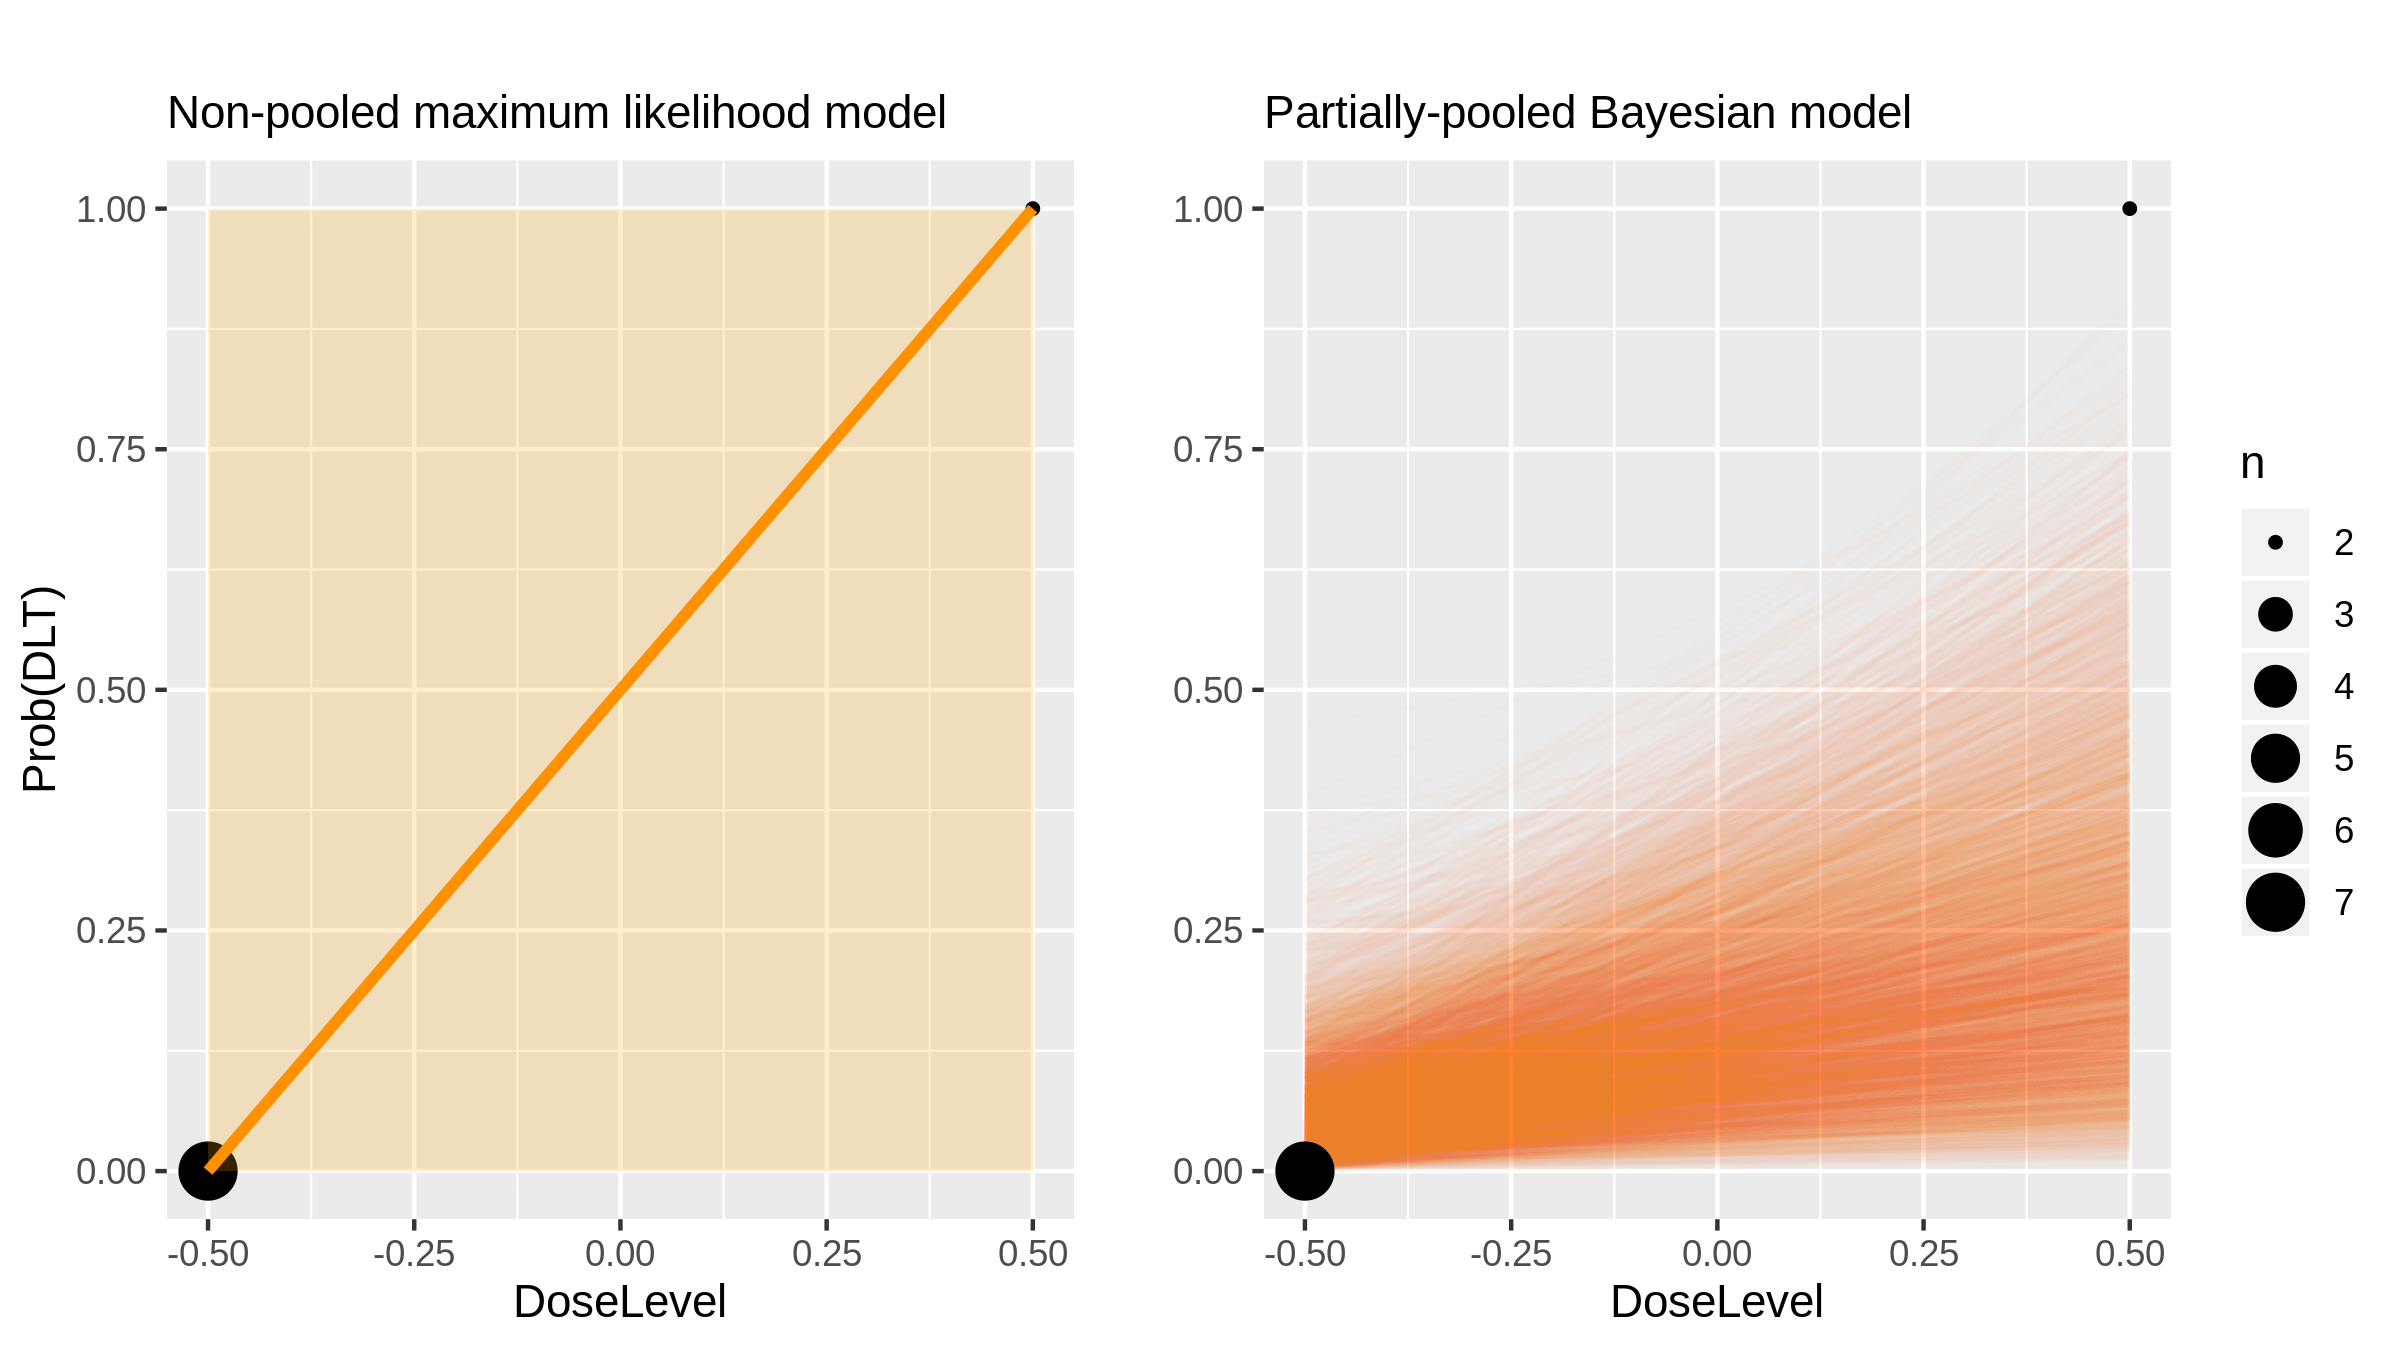 Non-pooled maximum likelihood model
Partially-pooled Bayesian model
Prob(DLT)
1.00
0.75
0.50
0.25
0.00
-0.50 -0.25 0.00 0.25 0.50
DoseLevel
1.00
0.75
0.50
0.25
0.00
-0.50 -0.25 0.00 0.25 0.50
DoseLevel
n
2
3
4
5
6
7